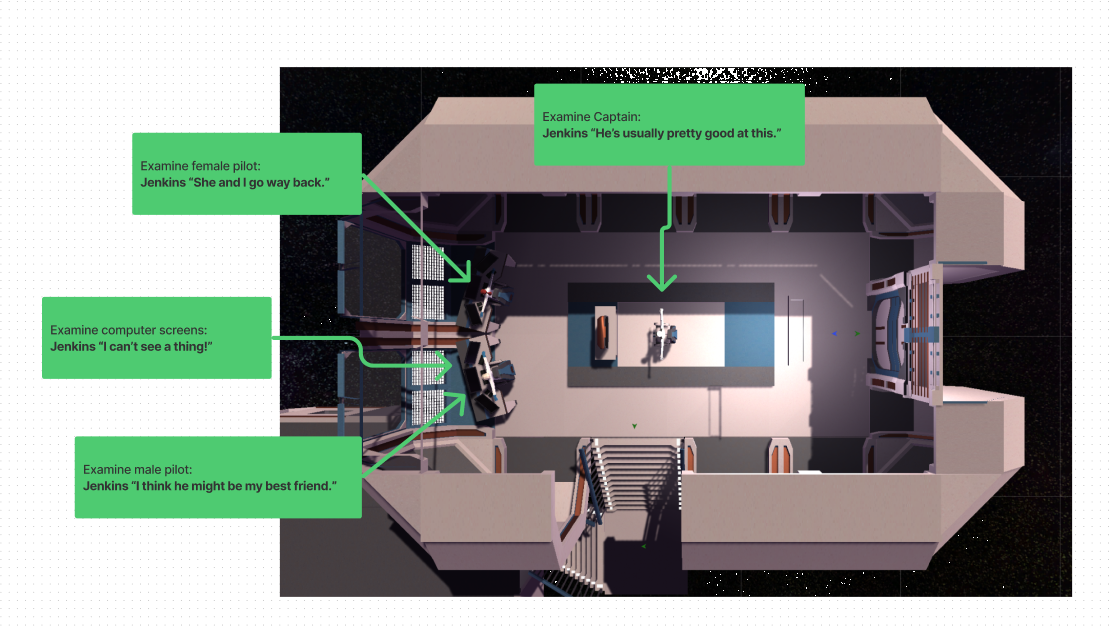 Examine Captain:
Jenkins “He’s usually pretty good at this.”
Examine female pilot:
Jenkins “She and I go way back.”
Examine computer screens:
Jenkins “I can’t see a thing!”
Examine male pilot:
Jenkins “I think he might be my best friend.”